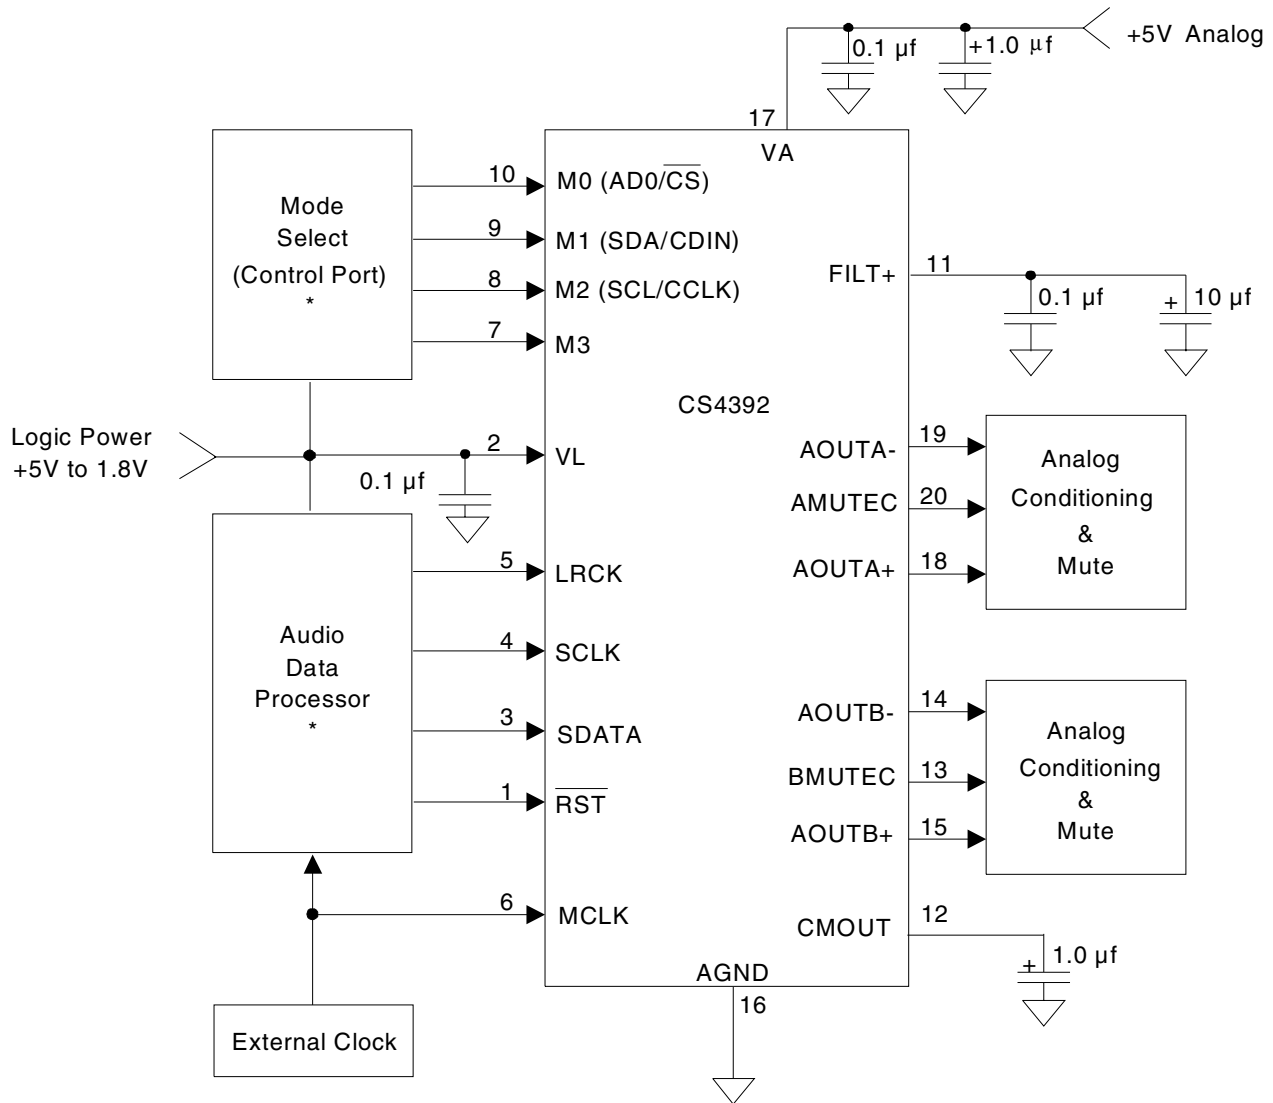 0.1 µf
+1.0 µf
+5V Analog
17
VA
Mode
Select
(Control Port)
*
10
M0 (AD0/CS)
9
M1 (SDA/CDIN)
8
M2 (SCL/CCLK)
7
M3
FILT+
11
0.1 µf
+ 10 µf
CS4392
Logic Power
+5V to 1.8V
2
VL
0.1 µf
AOUTA-
19
AMUTEC
20
AOUTA+
18
Analog
Conditioning
&
Mute
Audio
Data
Processor
*
5
LRCK
4
SCLK
3
SDATA
1
RST
6
MCLK
AOUTB-
14
BMUTEC
13
AOUTB+
15
Analog
Conditioning
&
Mute
CMOUT
12
+ 1.0 µf
AGND
16
External Clock